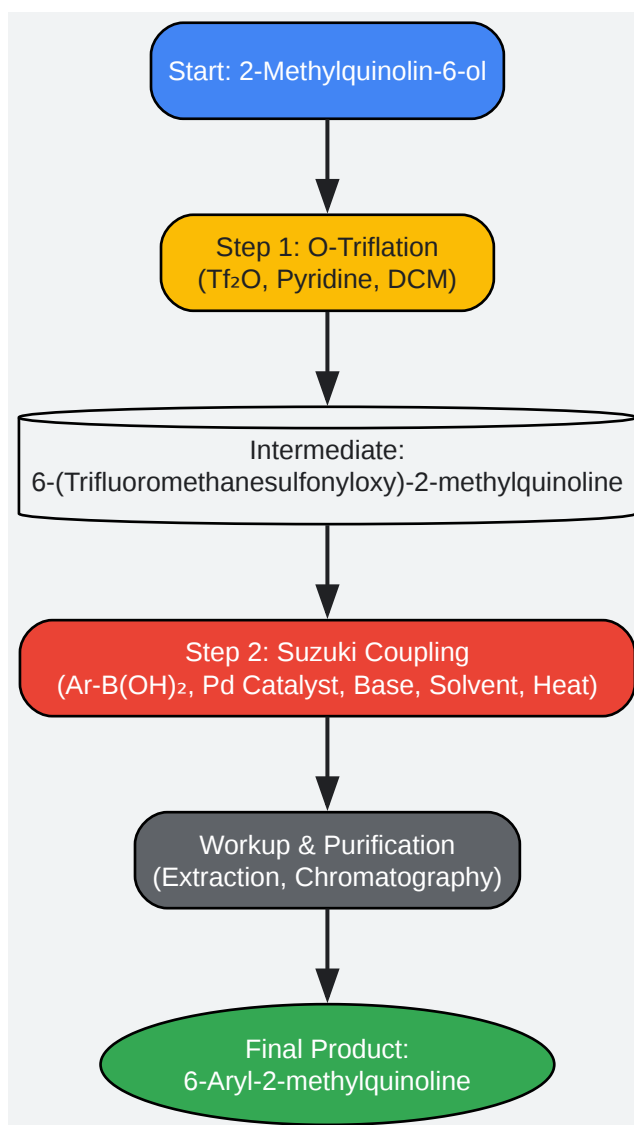 Start: 2-Methylquinolin-6-ol
Step 1: O-Triflation
(Tf₂O, Pyridine, DCM)
Intermediate:
6-(Trifluoromethanesulfonyloxy)-2-methylquinoline
Step 2: Suzuki Coupling
(Ar-B(OH)₂, Pd Catalyst, Base, Solvent, Heat)
Workup & Purification
(Extraction, Chromatography)
Final Product:
6-Aryl-2-methylquinoline